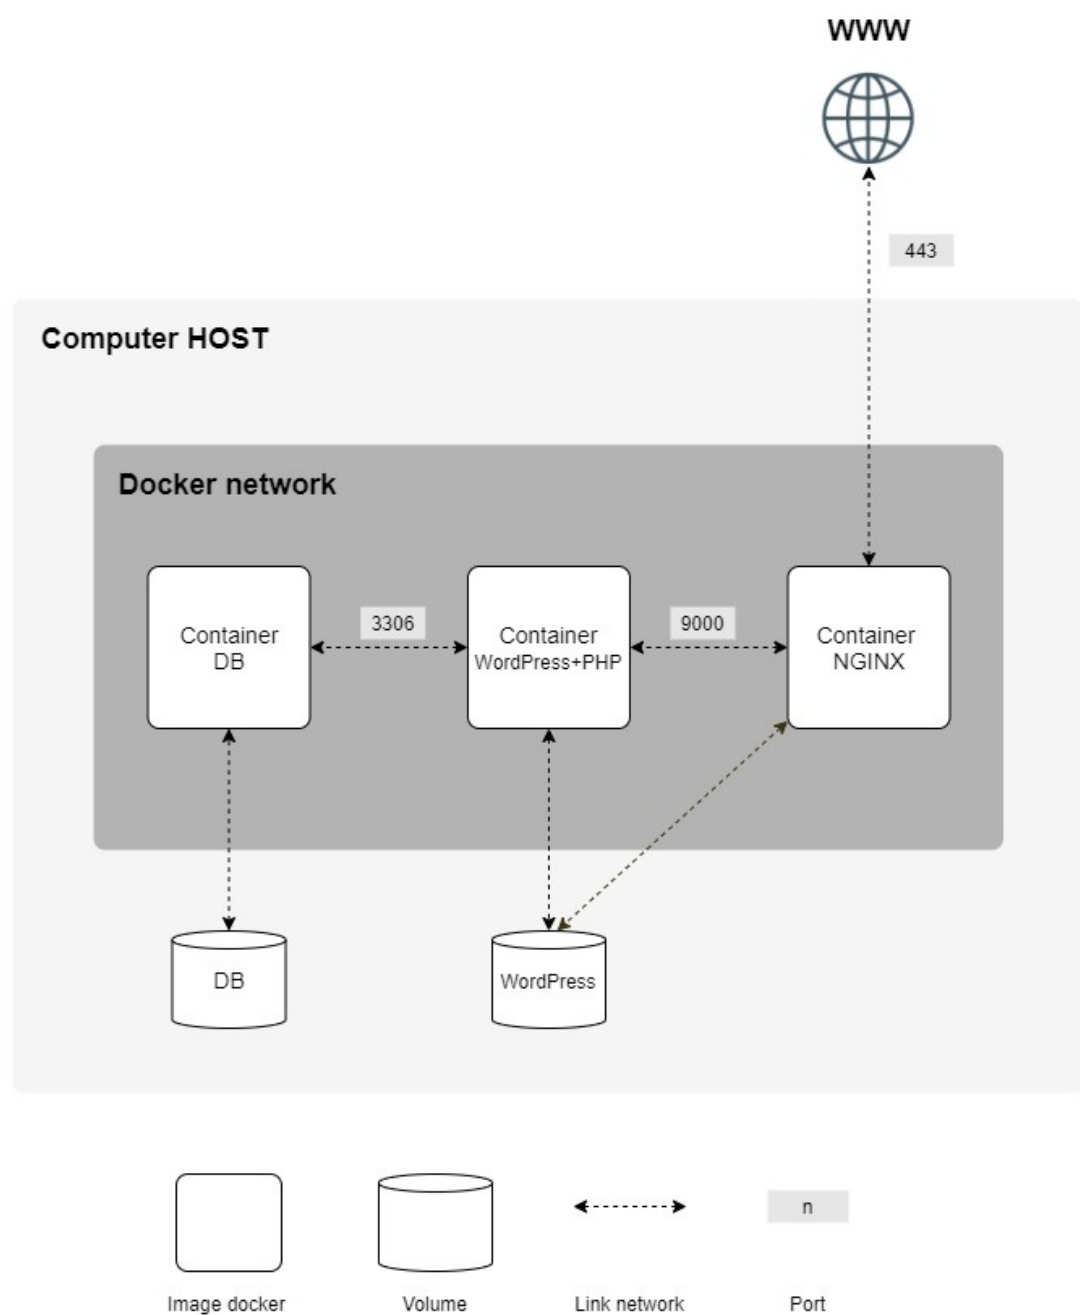 WWW
443
Computer HOST
Docker network
3306
9000
Container
DB
Container
WordPress+PHP
Container
NGINX
DB
WordPress
n
Image docker
Volume
Link network
Port